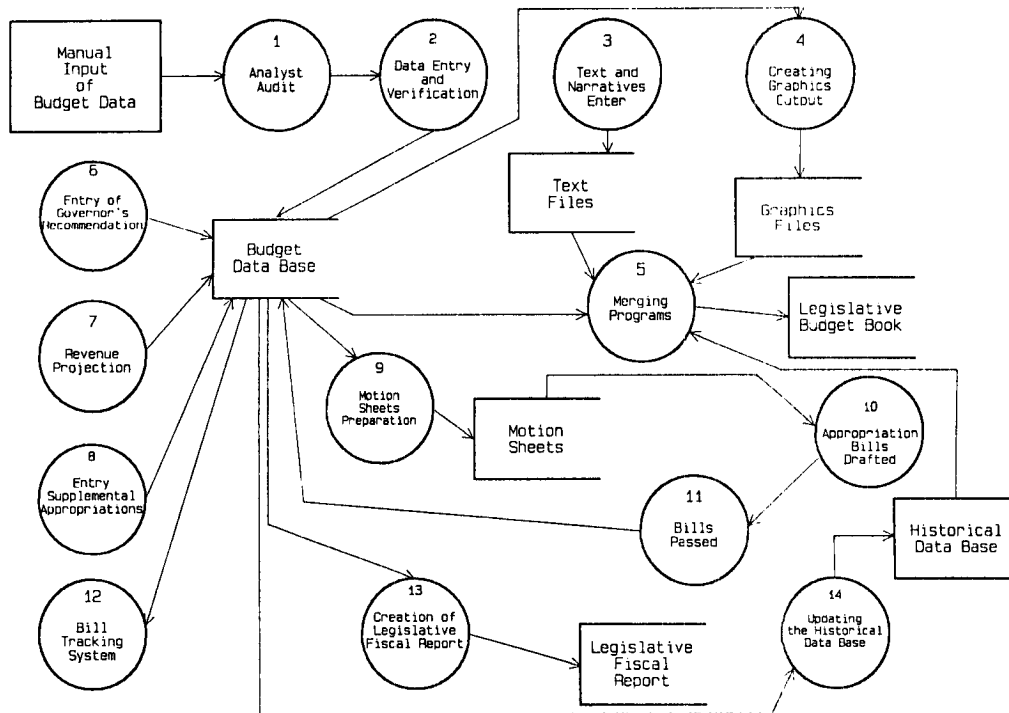 Manual
Input
of
Budget Data
1
Analyst
Audit
2
Data Entry
and
Verification
3
Text and
Narratives
Enter
4
Creating
Graphics
Cutput
6
Entry of
Governor's
Recommendation
Budget
Data Base
Text
Files
Graphics
Files
5
Merging
Programs
Legislative
Budget Book
7
Revenue
Projection
9
Motion
Sheets
Preparation
Motion
Sheets
10
Appropriation
Bills
Drafted
8
Entry
Supplemental
Appropriations
11
Bills
Passed
Historical
Data Base
12
Bill
Tracking
System
13
Creation of
Legislative
Fiscal Report
Legislative
Fiscal
Report
14
Updating
the Historical
Data Base